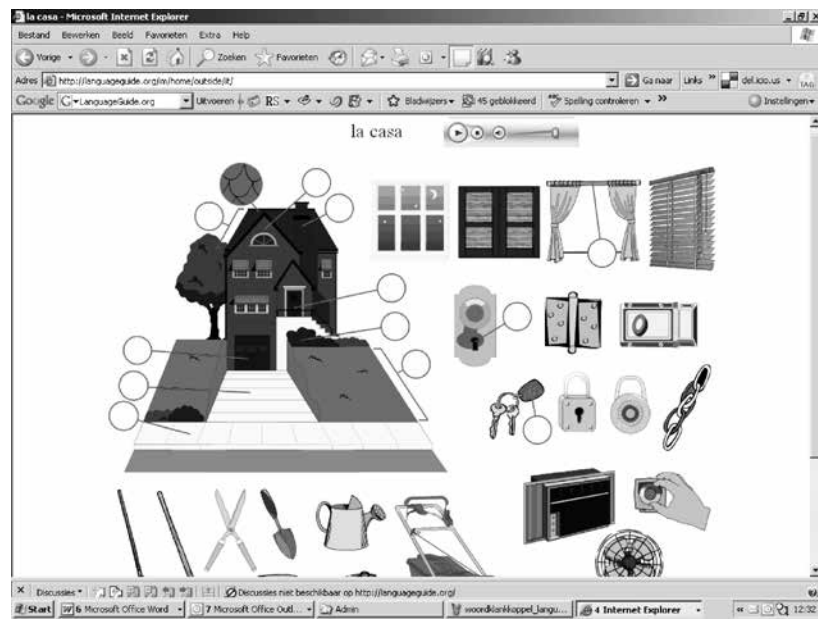 la casa - Microsoft Internet Explorer
Bestand Bewerken Beeld Favorieten Extra Help
Vorige Zoeken Favorieten
Adres http://languageguide.org/im/home/outside/it/ Ga naar Links » del.icio.us TAG
Google G LanguageGuide.org Uitvoeren RS Bladwijzers 45 geblokkeerd Spelling controleren » Instellingen
la casa
× Discussies Discussies niet beschikbaar op http://languageguide.org/
Start 6 Microsoft Office Word 7 Microsoft Office Outl... Admin woordklankkoppel_langu... 4 Internet Explorer « 12:32